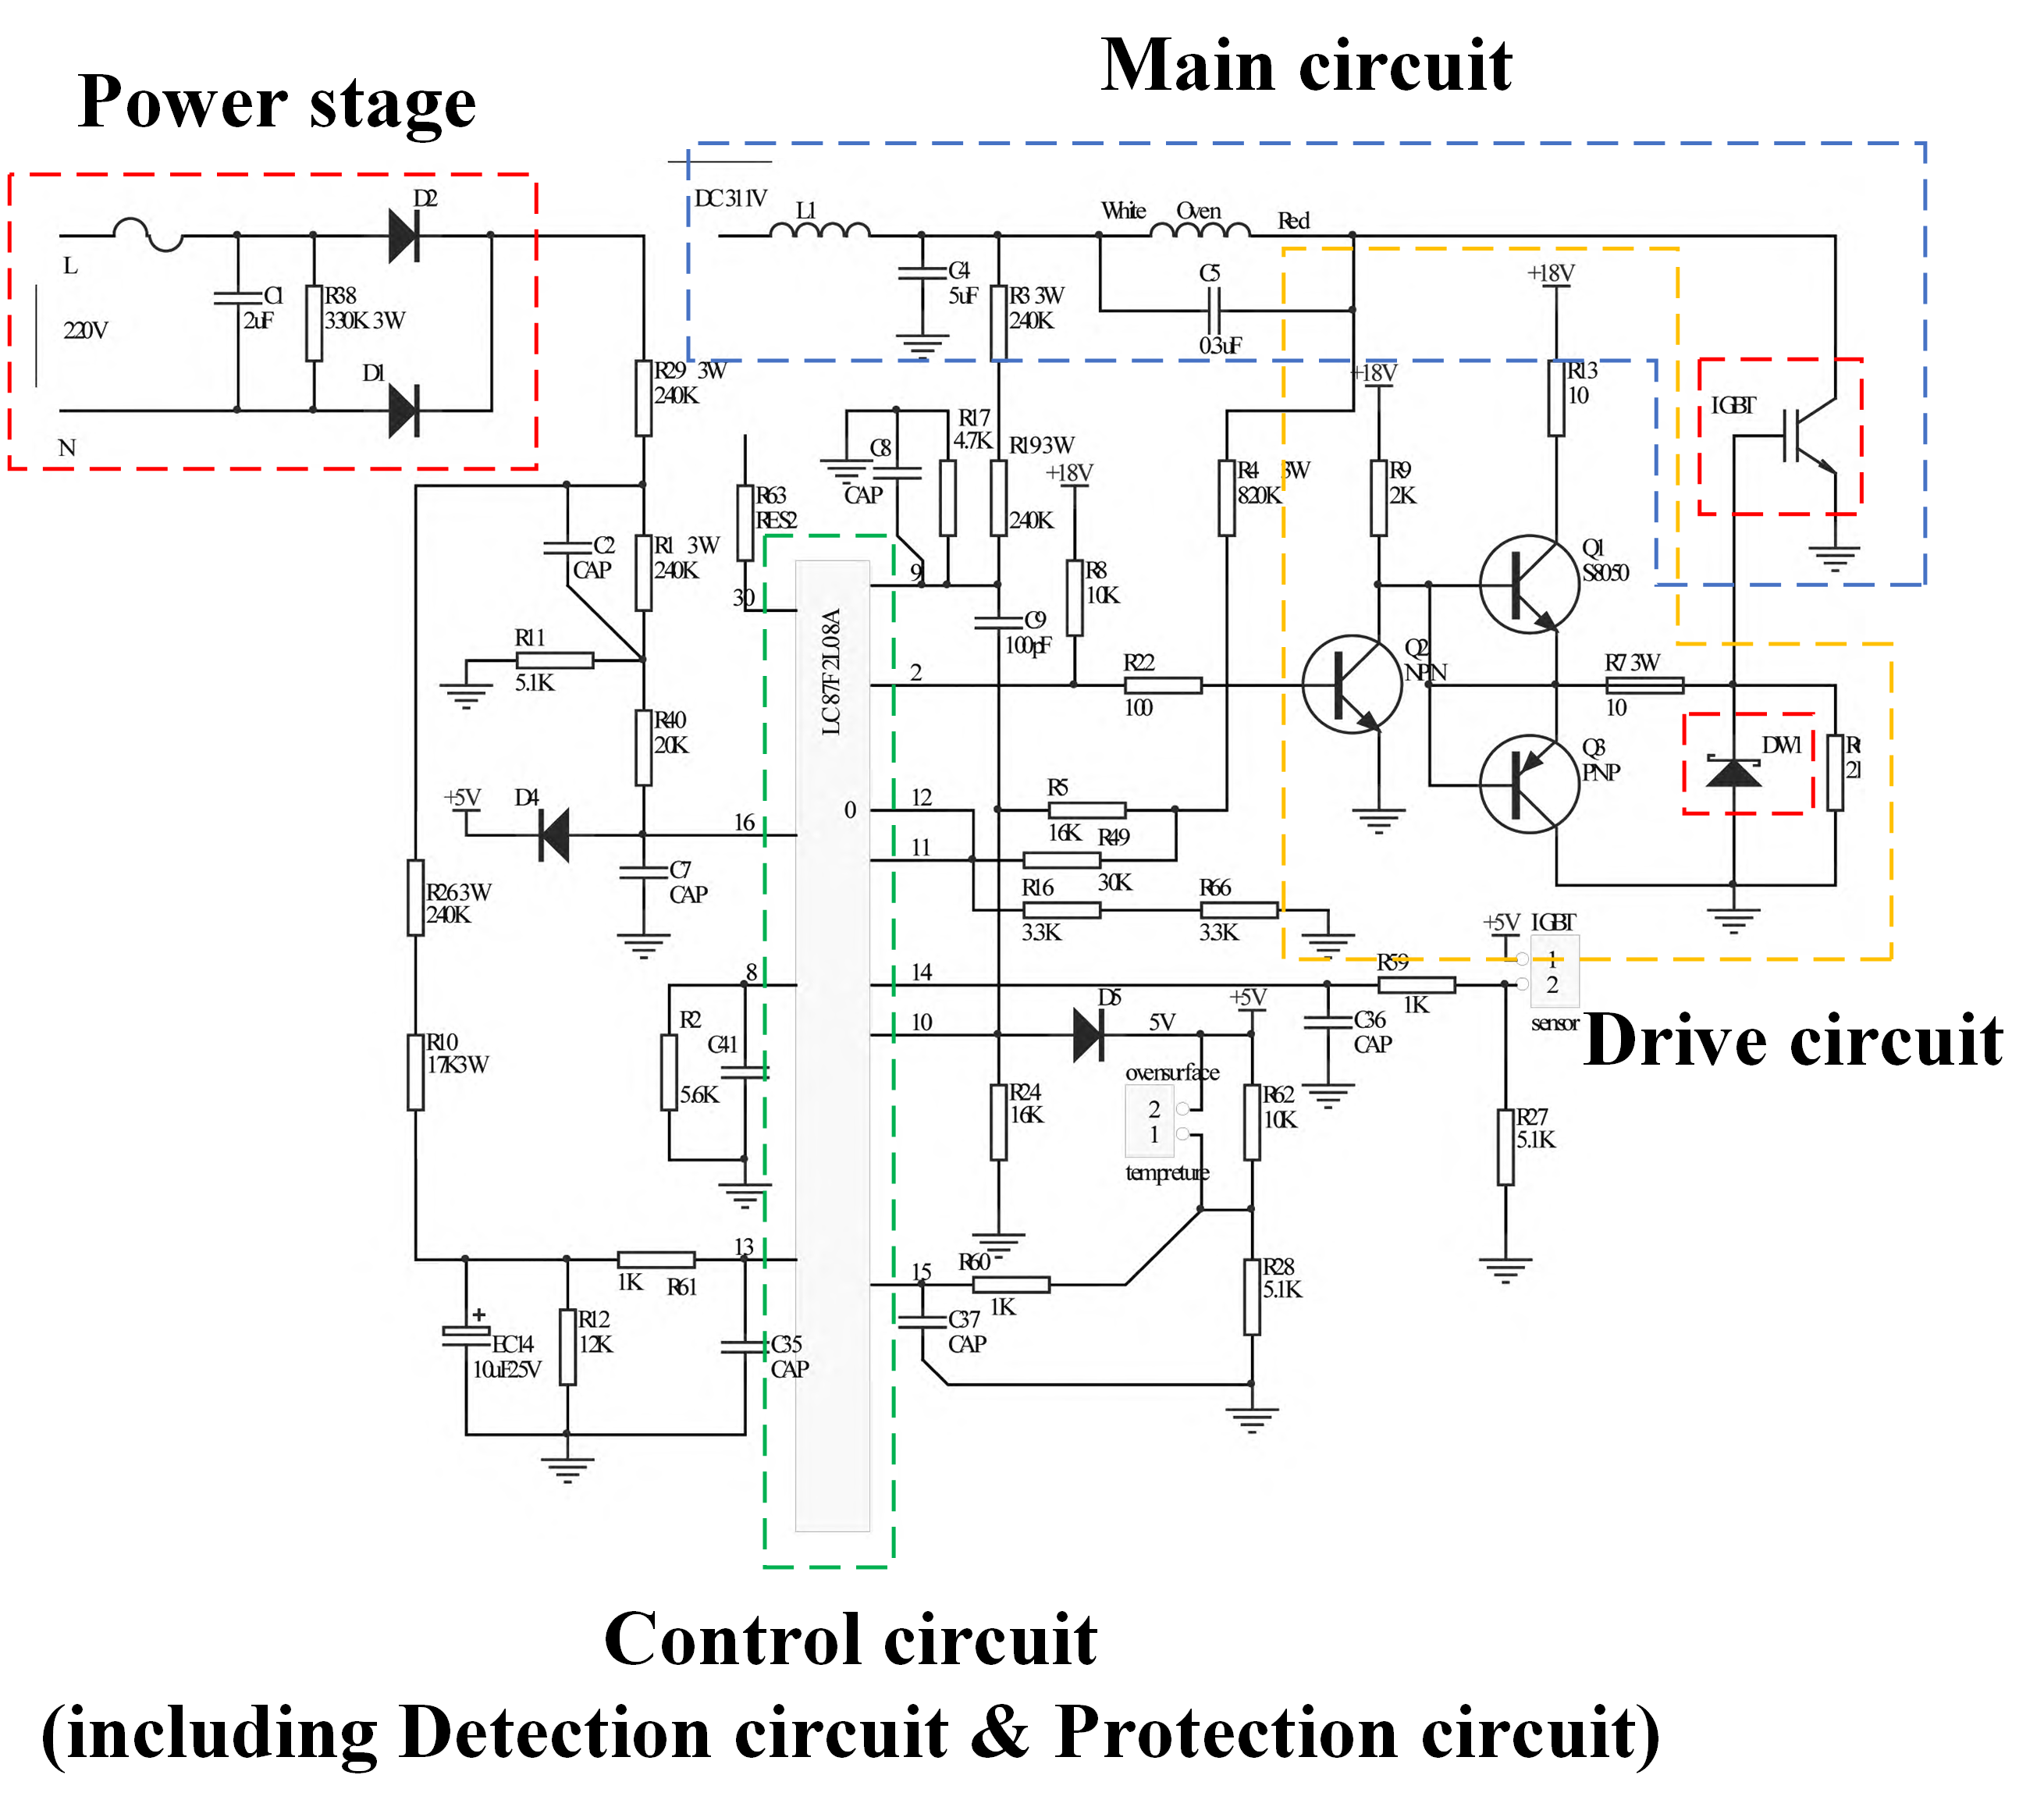 Main circuit
Power stage
D2
DC311V
L1
White
Oven
Red
L
C1
2uF
R38
330K 3W
220V
D1
N
C4
5uF
R3 3W
240K
C5
0.3uF
+18V
R29 3W
240K
+18V
R13
10
IGBT
R17
4.7K
C8
CAP
R19 3W
240K
+18V
R4 3W
820K
R9
2K
R63
RES2
C2
CAP
R1 3W
240K
Q1
S8050
9
R8
10K
30
C9
100pF
LC87F2L08A
R11
5.1K
2
R22
100
Q2
NPN
R7 3W
10
R40
20K
Q3
PNP
DW1
+5V
D4
16
0
12
R5
16K
R49
30K
11
C7
CAP
R26 3W
240K
R16
3.3K
R66
3.3K
+5V
IGBT
1
2
sensor
8
14
R59
1K
R2
5.6K
C41
10
D5
5V
+5V
C36
CAP
Drive circuit
R10
17K3W
oven surface
2
1
tempreture
R24
16K
R62
10K
R27
5.1K
13
1K
R61
15
R60
1K
R28
5.1K
+
EC14
10uF25V
R12
12K
C35
CAP
C37
CAP
Control circuit
(including Detection circuit & Protection circuit)